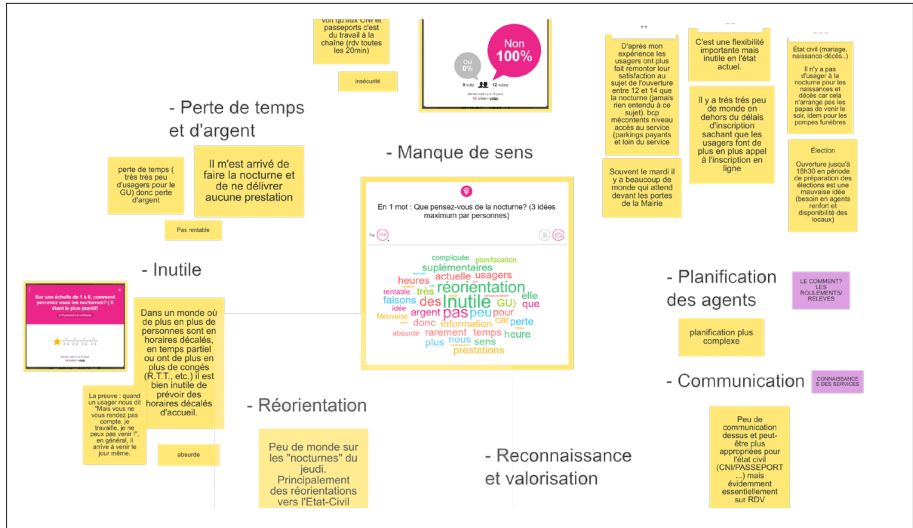 voit qu'aux CNI et
passeports c'est
du travail à la
chaîne (rdv toutes
les 20min)
insécurité
Oui
0%
Non
100%
0 vote
12 votes
++
D'après mon
expérience les
usagers ont plus
fait remonter leur
satisfaction au
sujet de l'ouverture
entre 12 et 14 que
la nocturne (jamais
rien entendu à ce
sujet). bcp
mécontents niveau
accès au service
(parkings payants
et loin du service
Souvent le mardi il
y a beaucoup de
monde qui attend
devant les portes
de la Mairie
C'est une flexibilité
importante mais
inutile en l'état
actuel.
Il y a trés trés peu
de monde en
dehors du délais
d'inscription
sachant que les
usagers font de
plus en plus appel
à l'inscription en
ligne
État civil (mariage,
naissance-décès..)
Il n'y a pas
d'usager à la
nocturne pour les
naissances et
décès car cela
n'arrange pas les
papas de venir le
soir, idem pour les
pompes funèbres
Élection
Ouverture jusqu'à
18h30 en période
de préparation des
élections est une
mauvaise idée
(besoin en agents
renfort et
disponibilité des
locaux)
- Perte de temps
et d'argent
perte de temps (
très très peu
d'usagers pour le
GU) donc perte
d'argent
Il m'est arrivé de
faire la nocturne et
de ne délivrer
aucune prestation
Pas rentable
- Manque de sens
En 1 mot : Que pensez-vous de la nocturne? (3 idées
maximum par personnes)
compliquée planification
suplémentaires
heures actuelle usagers
réorientation
rentable très
faisons des Inutile GU) elle
que
idée argent pas peu pour
Mauvaise
donc information car perte
absurde rarement temps heure
plus nous sens
prestations
- Inutile
Sur une échelle de 1 à 5, comment
percevez vous les nocturnes? ( 5
étant le plus positif)
Dans un monde où
de plus en plus de
personnes sont en
horaires décalés,
en temps partiel
ou ont de plus en
plus de congés
(R.T.T., etc.) il est
bien inutile de
prévoir des
horaires décalés
d'accueil.
La preuve : quand
un usager nous dit
"Mais vous ne
vous rendez pas
compte, je
travaille, je ne
peux pas venir !",
en général, il
arrive à venir le
jour même.
absurde
- Réorientation
Peu de monde sur
les "nocturnes" du
jeudi.
Principalement
des réorientations
vers l'Etat-Civil
- Reconnaissance
et valorisation
- Planification
des agents
LE COMMENT?
LES
ROULEMENTS/
RELEVES
planification plus
complexe
- Communication
CONNAISSANCE
S DES SERVICES
Peu de
communication
dessus et peut-
être plus
appropriées pour
l'état civil
(CNI/PASSEPORT
...) mais
évidemment
essentiellement
sur RDV